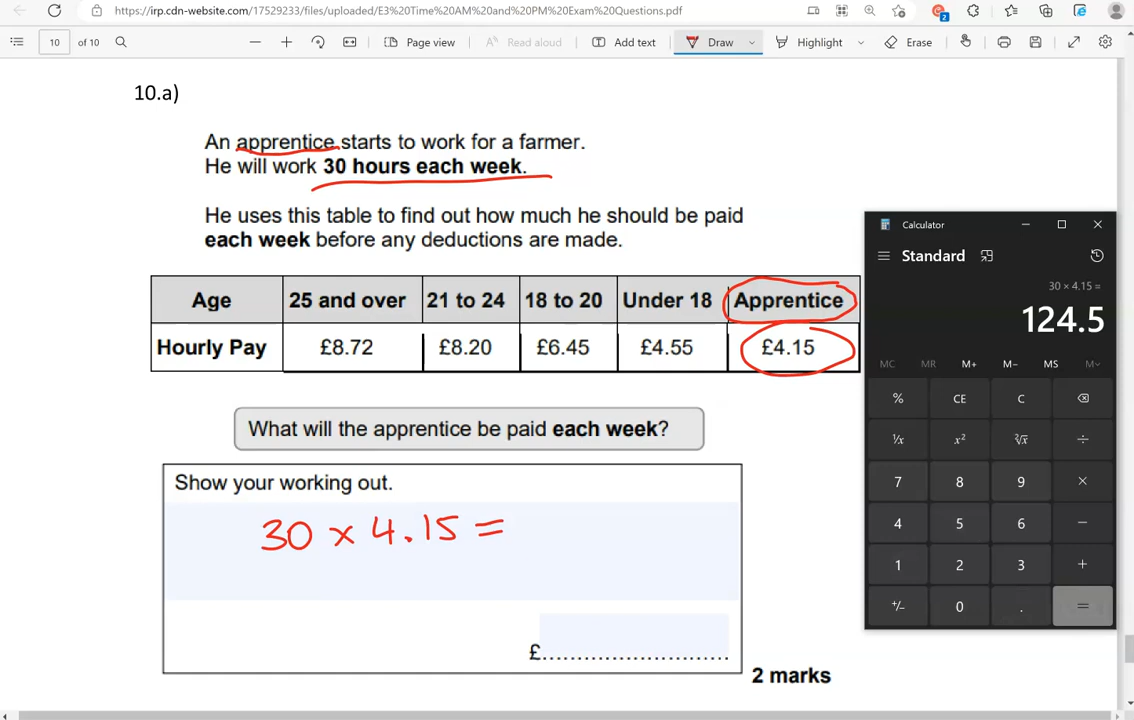 https://irp.cdn-website.com/17529233/files/uploaded/E3%20Time%20AM%20and%20PM%20Exam%20Questions.pdf
2
10 of 10
Page view
Read aloud
Add text
Draw
Highlight
Erase
10.a)
An apprentice starts to work for a farmer.
He will work 30 hours each week.
He uses this table to find out how much he should be paid
each week before any deductions are made.
Age 25 and over 21 to 24 18 to 20 Under 18 Apprentice
Hourly Pay £8.72 £8.20 £6.45 £4.55 £4.15
What will the apprentice be paid each week?
Show your working out.
30 × 4.15 =
£..............................
2 marks
Calculator
Standard
30 × 4.15 =
124.5
MC MR M+ M− MS M˅
% CE C
¹/x x² ²√x ÷
7 8 9 ×
4 5 6 −
1 2 3 +
+/− 0 . =